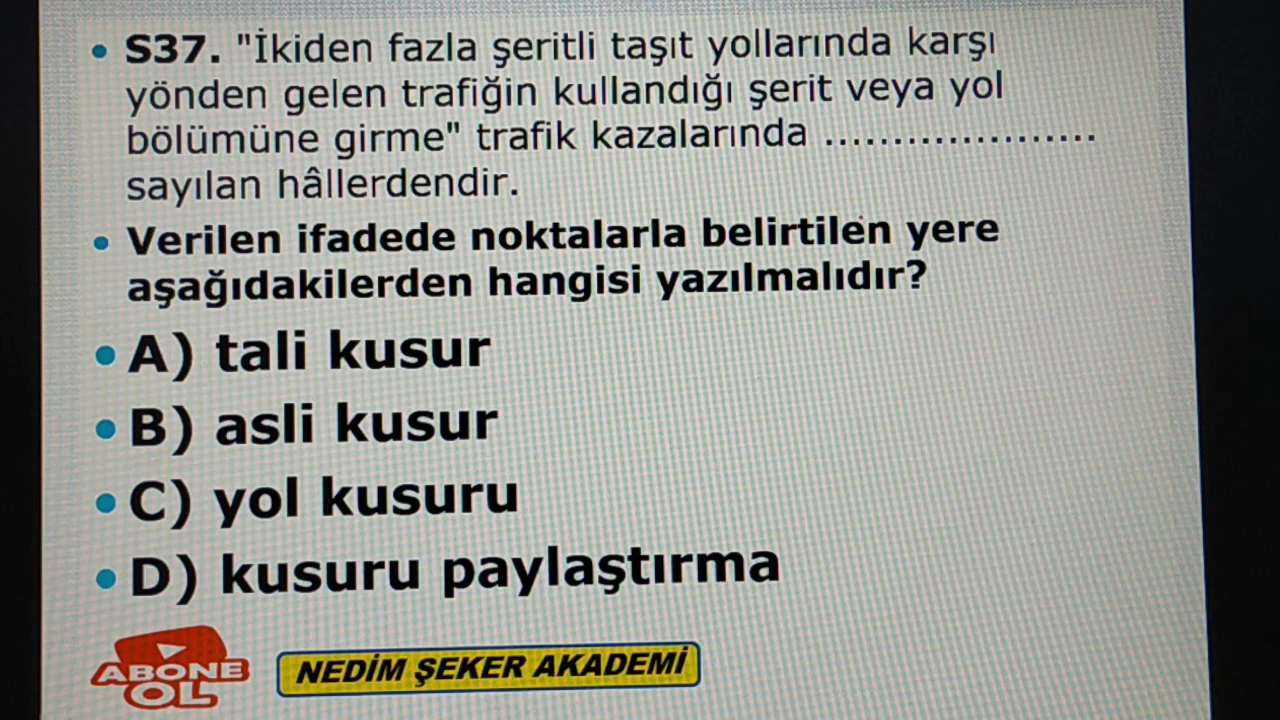 • S37. "İkiden fazla şeritli taşıt yollarında karşı
yönden gelen trafiğin kullandığı şerit veya yol
bölümüne girme" trafik kazalarında ....................
sayılan hâllerdendir.
• Verilen ifadede noktalarla belirtilen yere
aşağıdakilerden hangisi yazılmalıdır?
• A) tali kusur
• B) asli kusur
• C) yol kusuru
• D) kusuru paylaştırma
ABONE
OL
NEDİM ŞEKER AKADEMİ